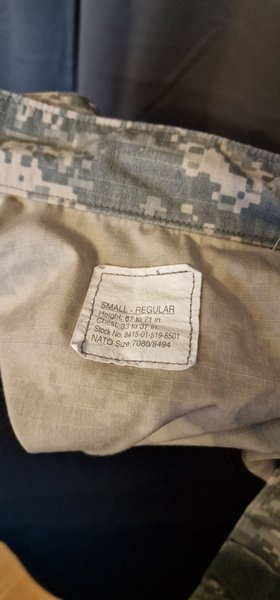 SMALL - REGULAR
Height: 67 to 71 in.
Chest: 33 to 37 in.
Stock No. 8415-01-519-8501
NATO Size: 7080/8494